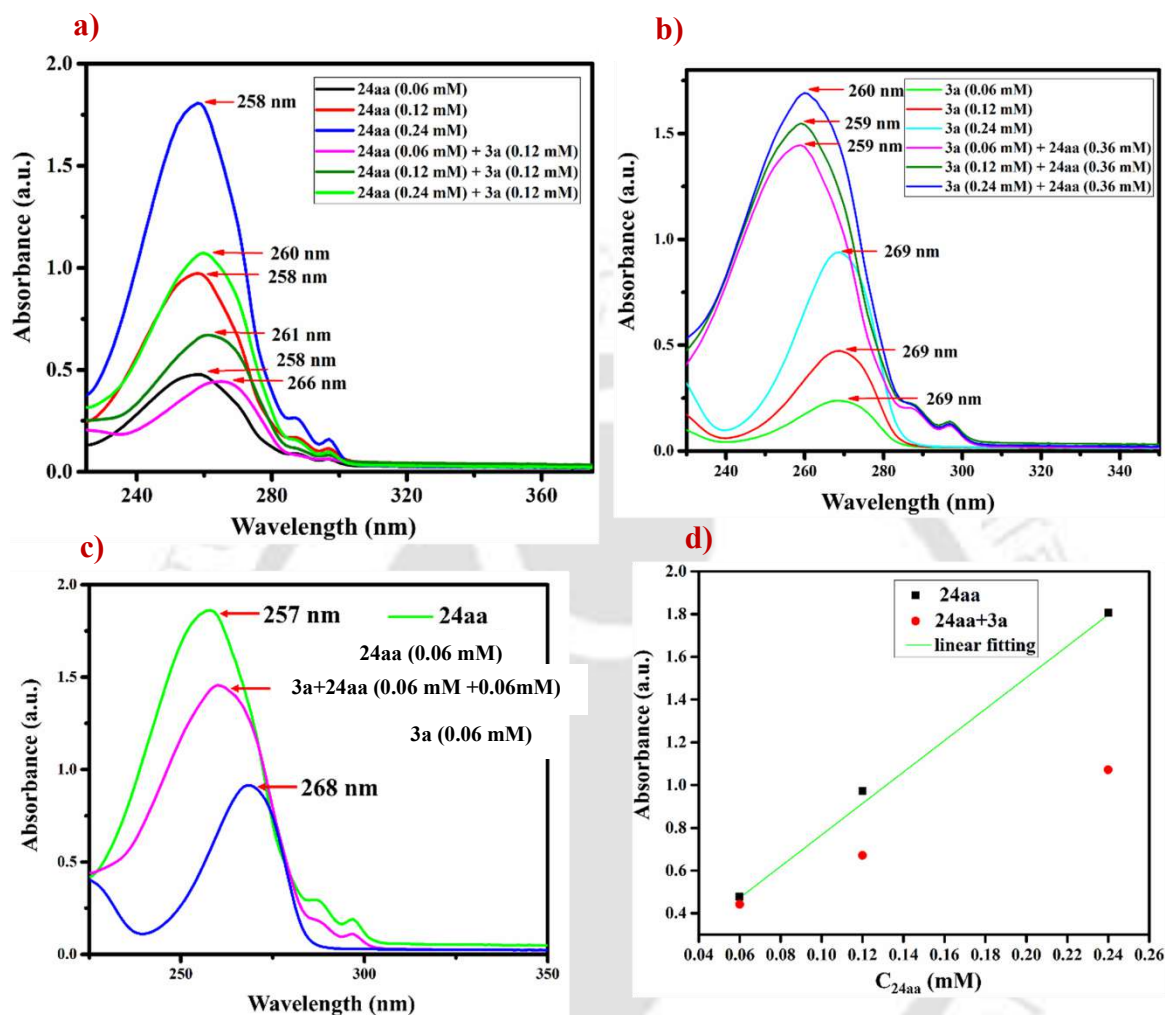 a)
Absorbance (a.u.)
2.0
1.5
1.0
0.5
0.0
240
280
320
360
Wavelength (nm)
258 nm
260 nm
258 nm
261 nm
258 nm
266 nm
24aa (0.06 mM)
24aa (0.12 mM)
24aa (0.24 mM)
24aa (0.06 mM) + 3a (0.12 mM)
24aa (0.12 mM) + 3a (0.12 mM)
24aa (0.24 mM) + 3a (0.12 mM)
b)
Absorbance (a.u.)
1.5
1.0
0.5
0.0
240
260
280
300
320
340
Wavelength (nm)
260 nm
259 nm
259 nm
269 nm
269 nm
269 nm
3a (0.06 mM)
3a (0.12 mM)
3a (0.24 mM)
3a (0.06 mM) + 24aa (0.36 mM)
3a (0.12 mM) + 24aa (0.36 mM)
3a (0.24 mM) + 24aa (0.36 mM)
c)
Absorbance (a.u.)
2.0
1.5
1.0
0.5
0.0
250
300
350
Wavelength (nm)
257 nm
24aa
24aa (0.06 mM)
3a+24aa (0.06 mM +0.06mM)
3a (0.06 mM)
268 nm
d)
Absorbance (a.u.)
2.0
1.8
1.6
1.4
1.2
1.0
0.8
0.6
0.4
0.04
0.06
0.08
0.10
0.12
0.14
0.16
0.18
0.20
0.22
0.24
0.26
C24aa (mM)
24aa
24aa+3a
linear fitting